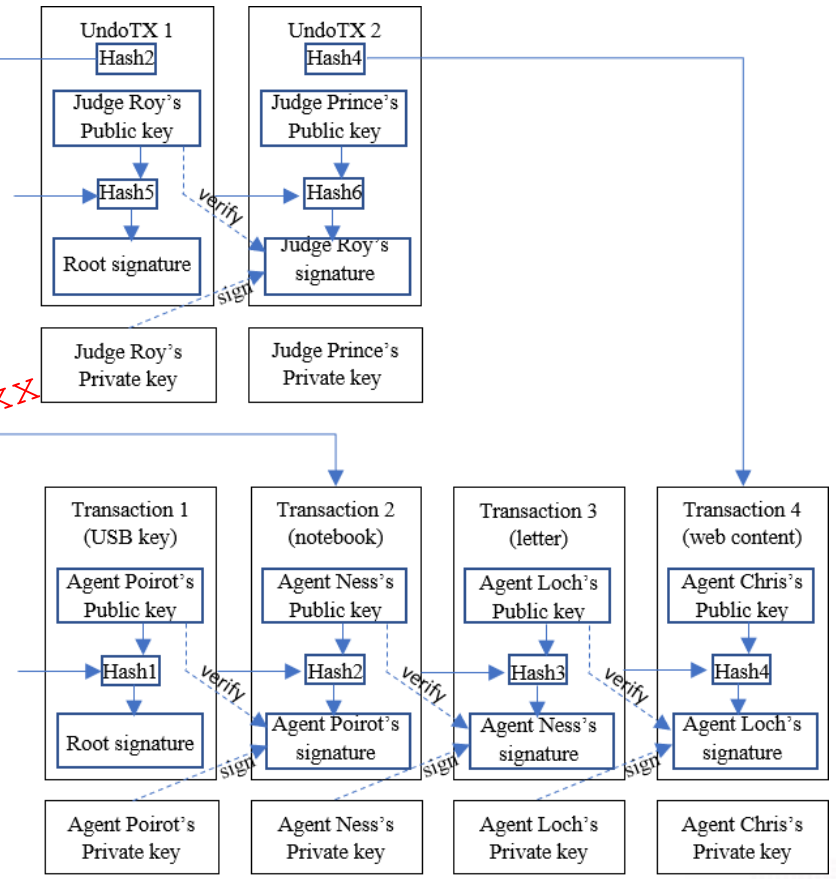 UndoTX 1
Hash2
Judge Roy's
Public key
Hash5
Root signature
verify
sign
Judge Roy's
Private key
UndoTX 2
Hash4
Judge Prince's
Public key
Hash6
Judge Roy's
signature
Judge Prince's
Private key
Transaction 1
(USB key)
Agent Poirot's
Public key
Hash1
Root signature
verify
sign
Agent Poirot's
Private key
Transaction 2
(notebook)
Agent Ness's
Public key
Hash2
Agent Poirot's
signature
verify
sign
Agent Ness's
Private key
Transaction 3
(letter)
Agent Loch's
Public key
Hash3
Agent Ness's
signature
verify
sign
Agent Loch's
Private key
Transaction 4
(web content)
Agent Chris's
Public key
Hash4
Agent Loch's
signature
Agent Chris's
Private key